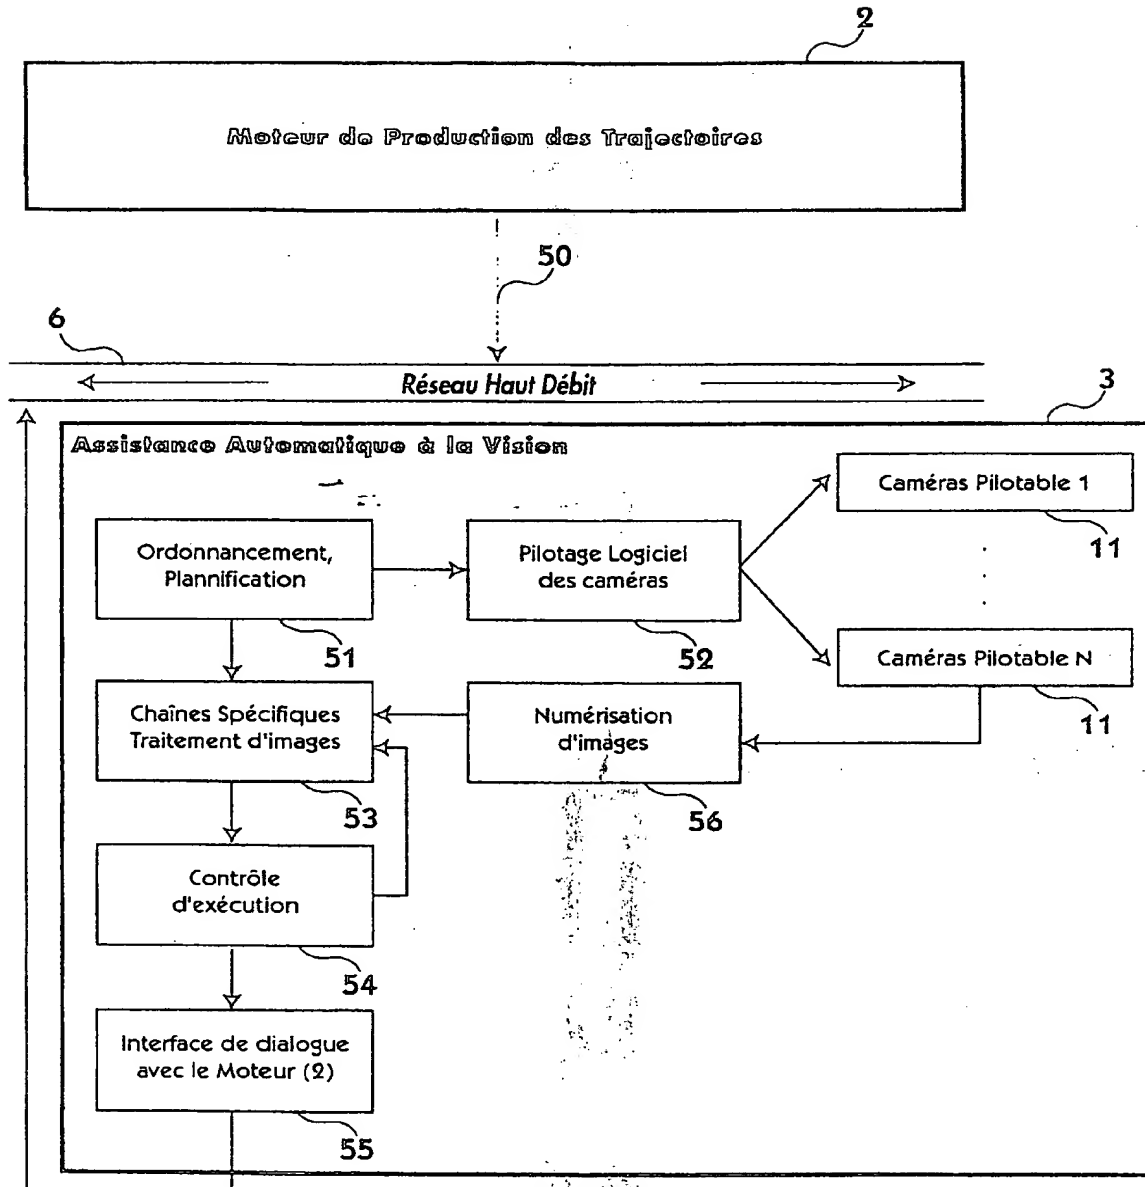 2
Moteur de Production des Trajectoires
50
6
Réseau Haut Débit
3
Assistance Automatique à la Vision
Caméras Pilotable 1
11
Ordonnancement,
Plannification
51
Pilotage Logiciel
des caméras
52
Caméras Pilotable N
11
Chaînes Spécifiques
Traitement d'images
53
Numérisation
d'images
56
Contrôle
d'exécution
54
Interface de dialogue
avec le Moteur (2)
55